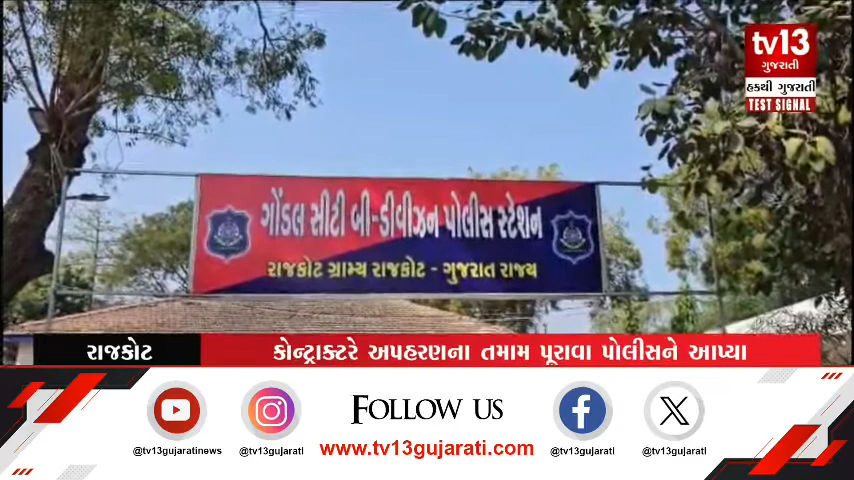 tv13
ગુજરાતી
હકથી ગુજરાતી
TEST SIGNAL
ગોંડલ સીટી બી-ડીવીઝન પોલીસ સ્ટેશન
રાજકોટ ગ્રામ્ય રાજકોટ - ગુજરાત રાજ્ય
રાજકોટ
કોન્ટ્રાક્ટરે અપહરણના તમામ પૂરાવા પોલીસને આપ્યા
FOLLOW US
www.tv13gujarati.com
@tv13gujaratinews
@tv13gujarati
@tv13gujarati
@tv13gujarati